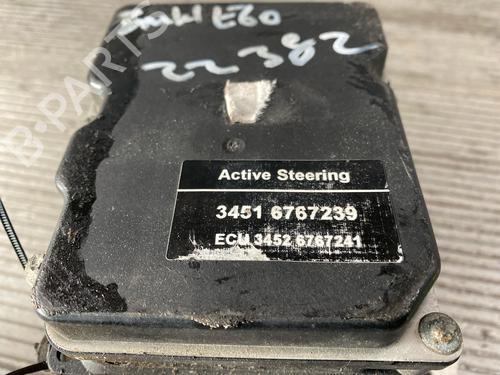 BMW E60
22382
B-PARTS
Active Steering
3451 6767239
ECU 3452 6767241